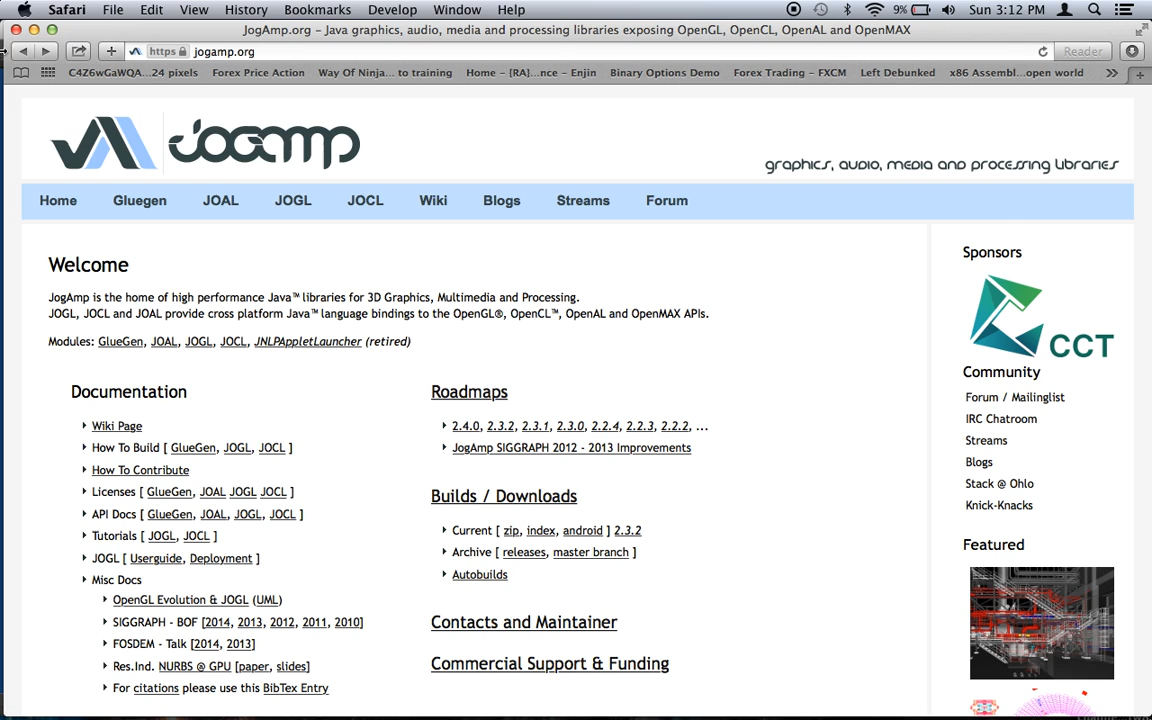 Safari File Edit View History Bookmarks Develop Window Help 9% Sun 3:12 PM
JogAmp.org – Java graphics, audio, media and processing libraries exposing OpenGL, OpenCL, OpenAL and OpenMAX
https jogamp.org Reader
C4Z6wGaWQA...24 pixels Forex Price Action Way Of Ninja... to training Home – [RA]...nce – Enjin Binary Options Demo Forex Trading – FXCM Left Debunked x86 Assembl...open world
JogAmp
graphics, audio, media and processing libraries
Home Gluegen JOAL JOGL JOCL Wiki Blogs Streams Forum
Welcome
JogAmp is the home of high performance Java™ libraries for 3D Graphics, Multimedia and Processing.
JOGL, JOCL and JOAL provide cross platform Java™ language bindings to the OpenGL®, OpenCL™, OpenAL and OpenMAX APIs.
Modules: GlueGen, JOAL, JOGL, JOCL, JNLPAppletLauncher (retired)
Documentation
Wiki Page
How To Build [ GlueGen, JOGL, JOCL ]
How To Contribute
Licenses [ GlueGen, JOAL JOGL JOCL ]
API Docs [ GlueGen, JOAL, JOGL, JOCL ]
Tutorials [ JOGL, JOCL ]
JOGL [ Userguide, Deployment ]
Misc Docs
OpenGL Evolution & JOGL (UML)
SIGGRAPH - BOF [2014, 2013, 2012, 2011, 2010]
FOSDEM - Talk [2014, 2013]
Res.Ind. NURBS @ GPU [paper, slides]
For citations please use this BibTex Entry
Roadmaps
2.4.0, 2.3.2, 2.3.1, 2.3.0, 2.2.4, 2.2.3, 2.2.2, ...
JogAmp SIGGRAPH 2012 - 2013 Improvements
Builds / Downloads
Current [ zip, index, android ] 2.3.2
Archive [ releases, master branch ]
Autobuilds
Contacts and Maintainer
Commercial Support & Funding
Sponsors
CCT
Community
Forum / Mailinglist
IRC Chatroom
Streams
Blogs
Stack @ Ohlo
Knick-Knacks
Featured